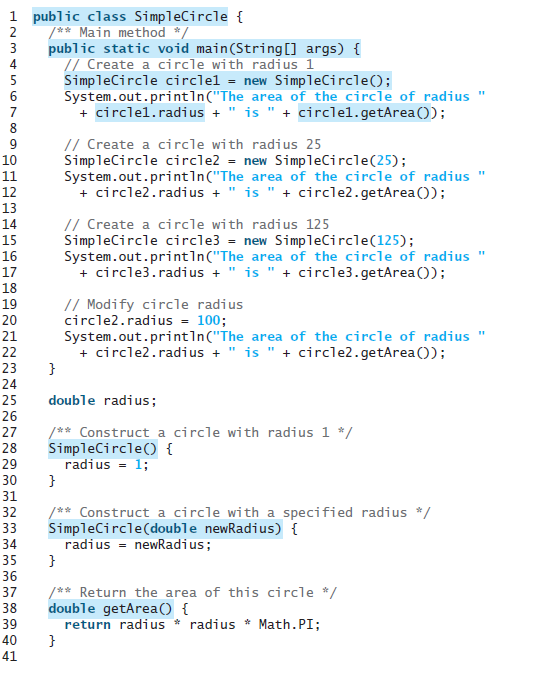 1 public class SimpleCircle {
2   /** Main method */
3   public static void main(String[] args) {
4     // Create a circle with radius 1
5     SimpleCircle circle1 = new SimpleCircle();
6     System.out.println("The area of the circle of radius "
7       + circle1.radius + " is " + circle1.getArea());
8
9     // Create a circle with radius 25
10     SimpleCircle circle2 = new SimpleCircle(25);
11     System.out.println("The area of the circle of radius "
12       + circle2.radius + " is " + circle2.getArea());
13
14     // Create a circle with radius 125
15     SimpleCircle circle3 = new SimpleCircle(125);
16     System.out.println("The area of the circle of radius "
17       + circle3.radius + " is " + circle3.getArea());
18
19     // Modify circle radius
20     circle2.radius = 100;
21     System.out.println("The area of the circle of radius "
22       + circle2.radius + " is " + circle2.getArea());
23   }
24
25   double radius;
26
27   /** Construct a circle with radius 1 */
28   SimpleCircle() {
29     radius = 1;
30   }
31
32   /** Construct a circle with a specified radius */
33   SimpleCircle(double newRadius) {
34     radius = newRadius;
35   }
36
37   /** Return the area of this circle */
38   double getArea() {
39     return radius * radius * Math.PI;
40   }
41